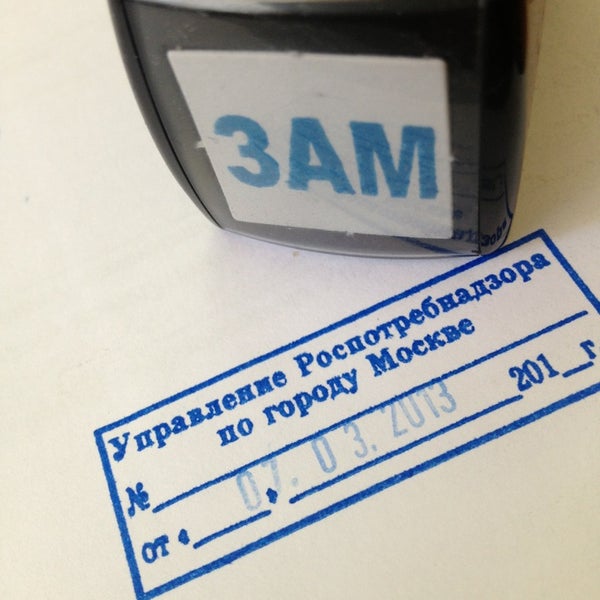 ЗАМ
Управление Роспотребнадзора
по городу Москве
№ 201 г
07. 03. 2013
от « »